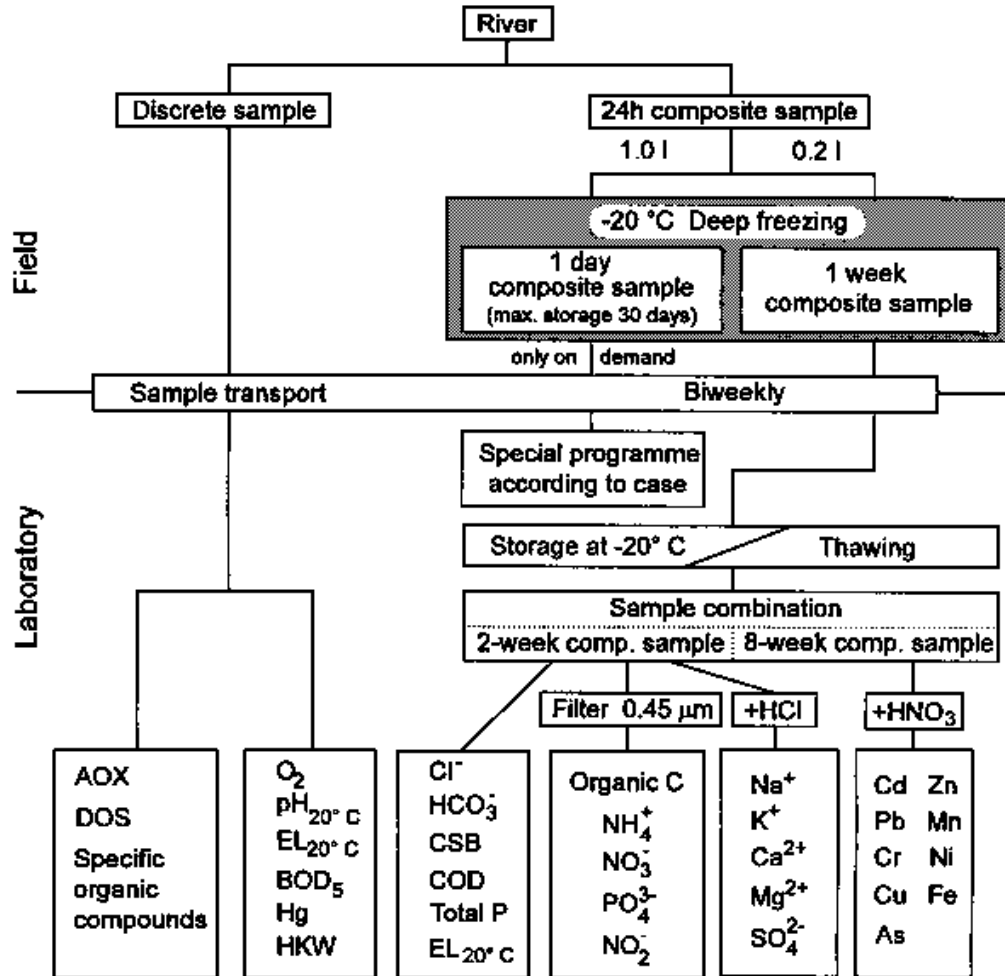 River
Discrete sample
24h composite sample
1.0 l
0.2 l
Field
-20 °C Deep freezing
1 day
composite sample
(max. storage 30 days)
1 week
composite sample
only on demand
Sample transport
Biweekly
Laboratory
Special programme
according to case
Storage at -20° C
Thawing
Sample combination
2-week comp. sample
8-week comp. sample
Filter 0.45 µm
+HCl
+HNO₃
AOX
DOS
Specific
organic
compounds
O₂
pH₂₀° C
EL₂₀° C
BOD₅
Hg
HKW
Cl⁻
HCO₃⁻
CSB
COD
Total P
EL₂₀° C
Organic C
NH₄⁺
NO₃⁻
PO₄³⁻
NO₂⁻
Na⁺
K⁺
Ca²⁺
Mg²⁺
SO₄²⁻
Cd Zn
Pb Mn
Cr Ni
Cu Fe
As